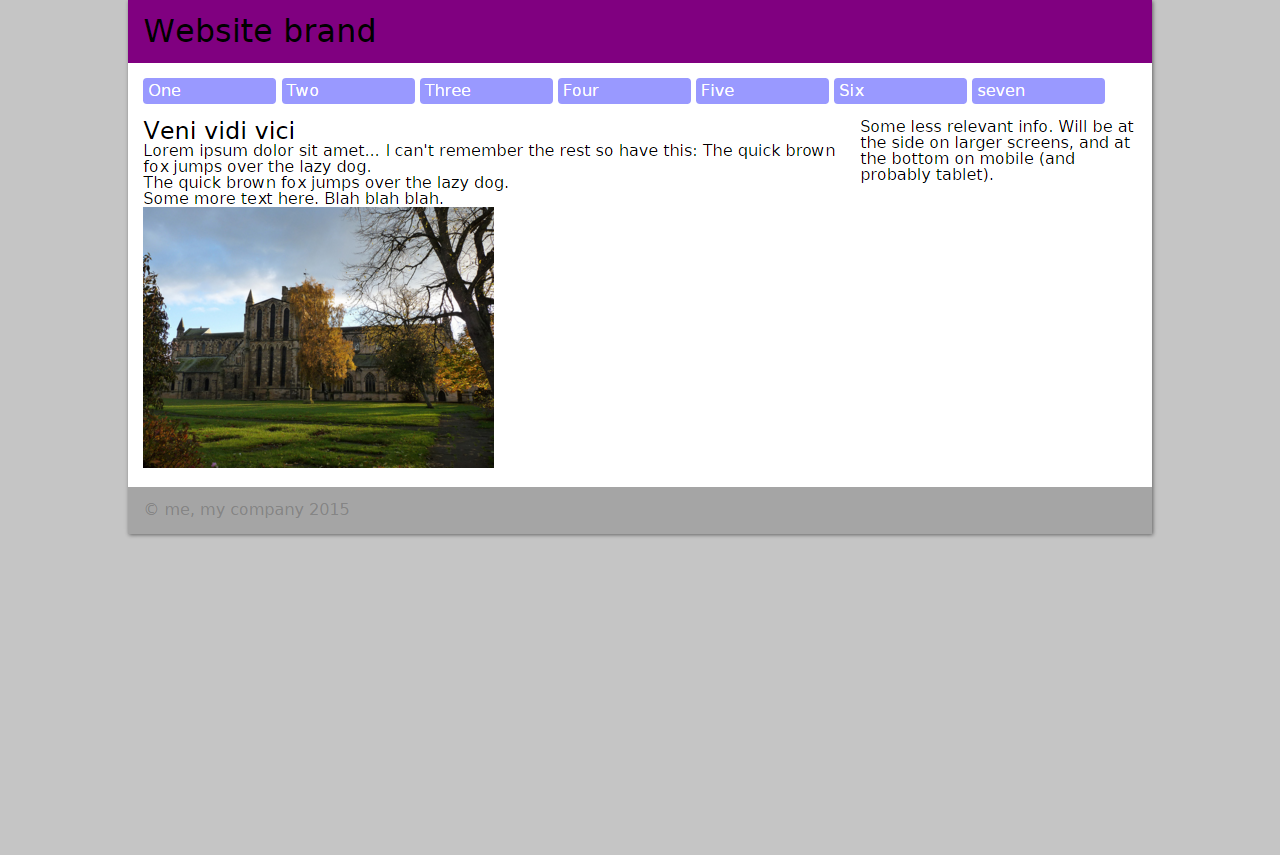 Website brand
One Two Three Four Five Six seven
Veni vidi vici
Lorem ipsum dolor sit amet... I can't remember the rest so have this: The quick brown
fox jumps over the lazy dog.
The quick brown fox jumps over the lazy dog.
Some more text here. Blah blah blah.
Some less relevant info. Will be at
the side on larger screens, and at
the bottom on mobile (and
probably tablet).
© me, my company 2015